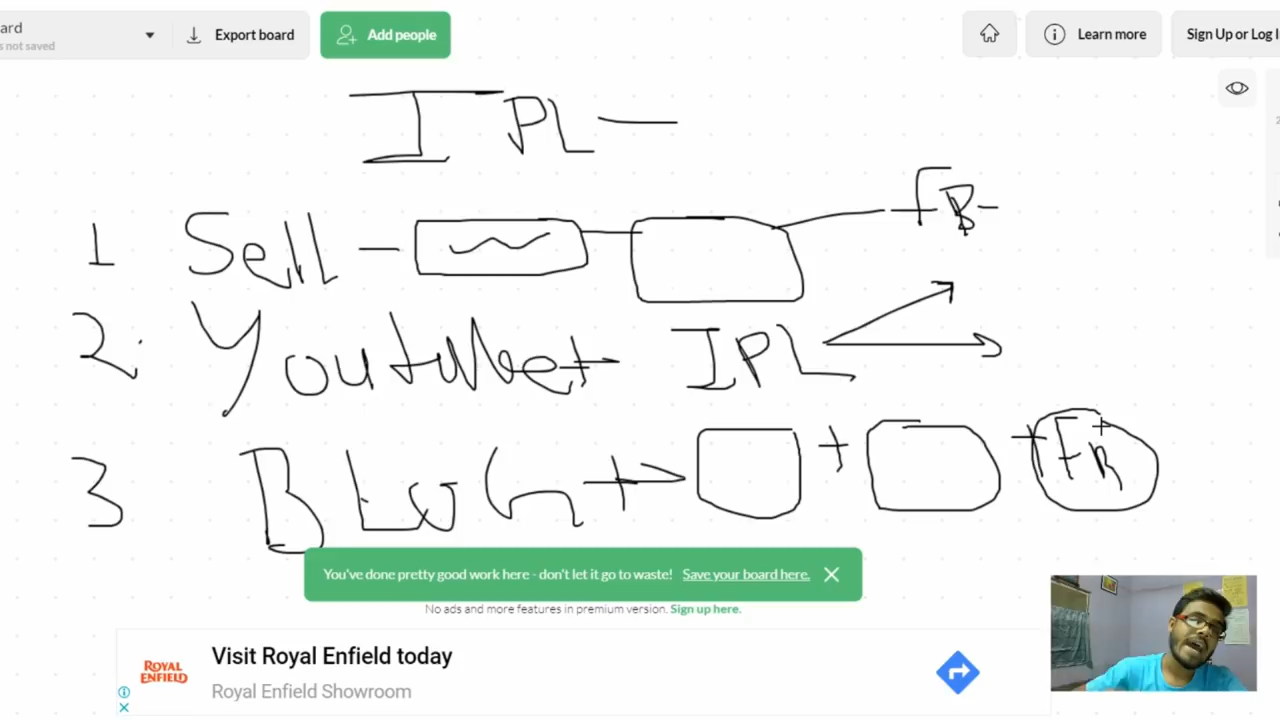 ard
s not saved
Export board
Add people
Learn more
Sign Up or Log I
IPL —
1 Sell — FB -
2. Youtube IPL
3 BLOG + + FB
You've done pretty good work here - don't let it go to waste! Save your board here.
No ads and more features in premium version. Sign up here.
Visit Royal Enfield today
ROYAL
ENFIELD
Royal Enfield Showroom